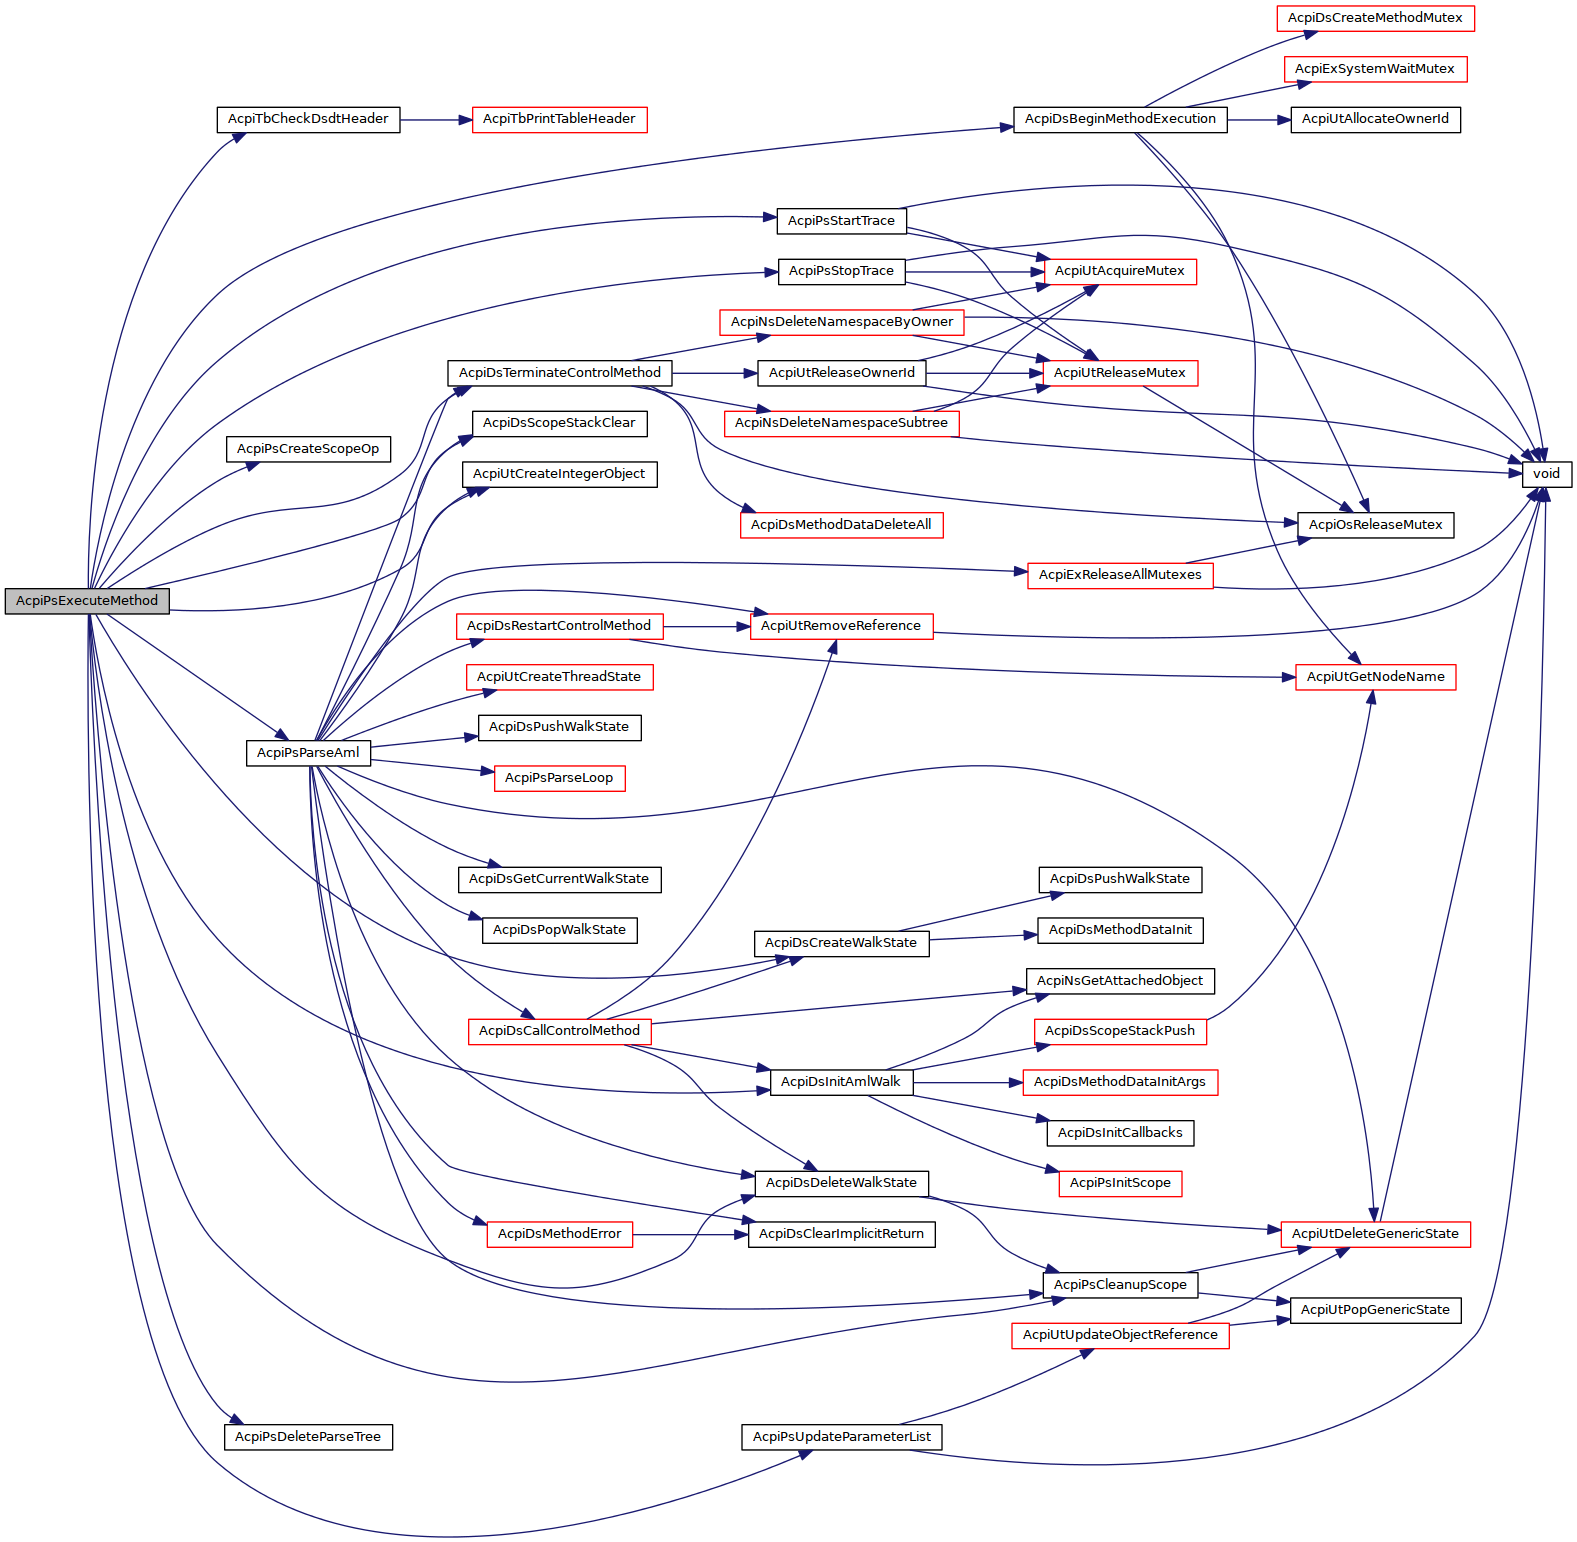 AcpiDsCreateMethodMutex
AcpiExSystemWaitMutex
AcpiTbCheckDsdtHeader
AcpiTbPrintTableHeader
AcpiDsBeginMethodExecution
AcpiUtAllocateOwnerId
AcpiPsStartTrace
AcpiPsStopTrace
AcpiUtAcquireMutex
AcpiNsDeleteNamespaceByOwner
AcpiDsTerminateControlMethod
AcpiUtReleaseOwnerId
AcpiUtReleaseMutex
AcpiDsScopeStackClear
AcpiNsDeleteNamespaceSubtree
AcpiPsCreateScopeOp
AcpiUtCreateIntegerObject
void
AcpiDsMethodDataDeleteAll
AcpiOsReleaseMutex
AcpiExReleaseAllMutexes
AcpiPsExecuteMethod
AcpiDsRestartControlMethod
AcpiUtRemoveReference
AcpiUtCreateThreadState
AcpiUtGetNodeName
AcpiDsPushWalkState
AcpiPsParseAml
AcpiPsParseLoop
AcpiDsGetCurrentWalkState
AcpiDsPushWalkState
AcpiDsPopWalkState
AcpiDsMethodDataInit
AcpiDsCreateWalkState
AcpiNsGetAttachedObject
AcpiDsCallControlMethod
AcpiDsScopeStackPush
AcpiDsInitAmlWalk
AcpiDsMethodDataInitArgs
AcpiDsInitCallbacks
AcpiDsDeleteWalkState
AcpiPsInitScope
AcpiDsMethodError
AcpiDsClearImplicitReturn
AcpiUtDeleteGenericState
AcpiPsCleanupScope
AcpiUtPopGenericState
AcpiUtUpdateObjectReference
AcpiPsDeleteParseTree
AcpiPsUpdateParameterList